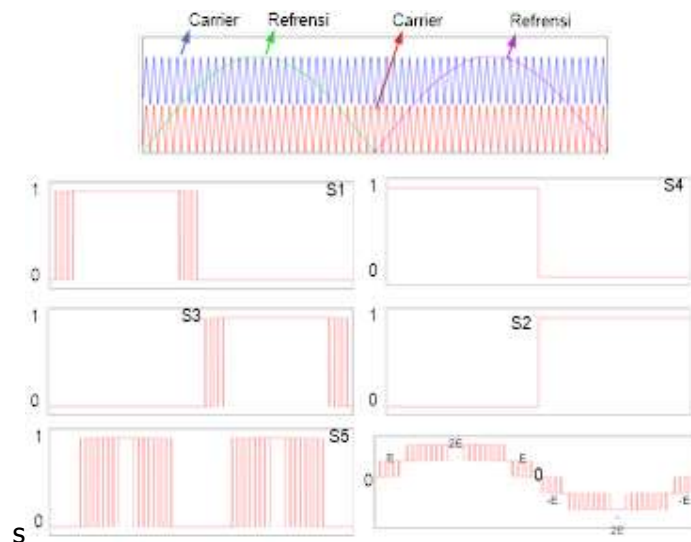 Carrier Refrensi Carrier Refrensi
1 S1
0
1 S4
0
1 S3
0
1 S2
0
1 S5
0
2E
E E
0 0
-E -E
-
2E
S